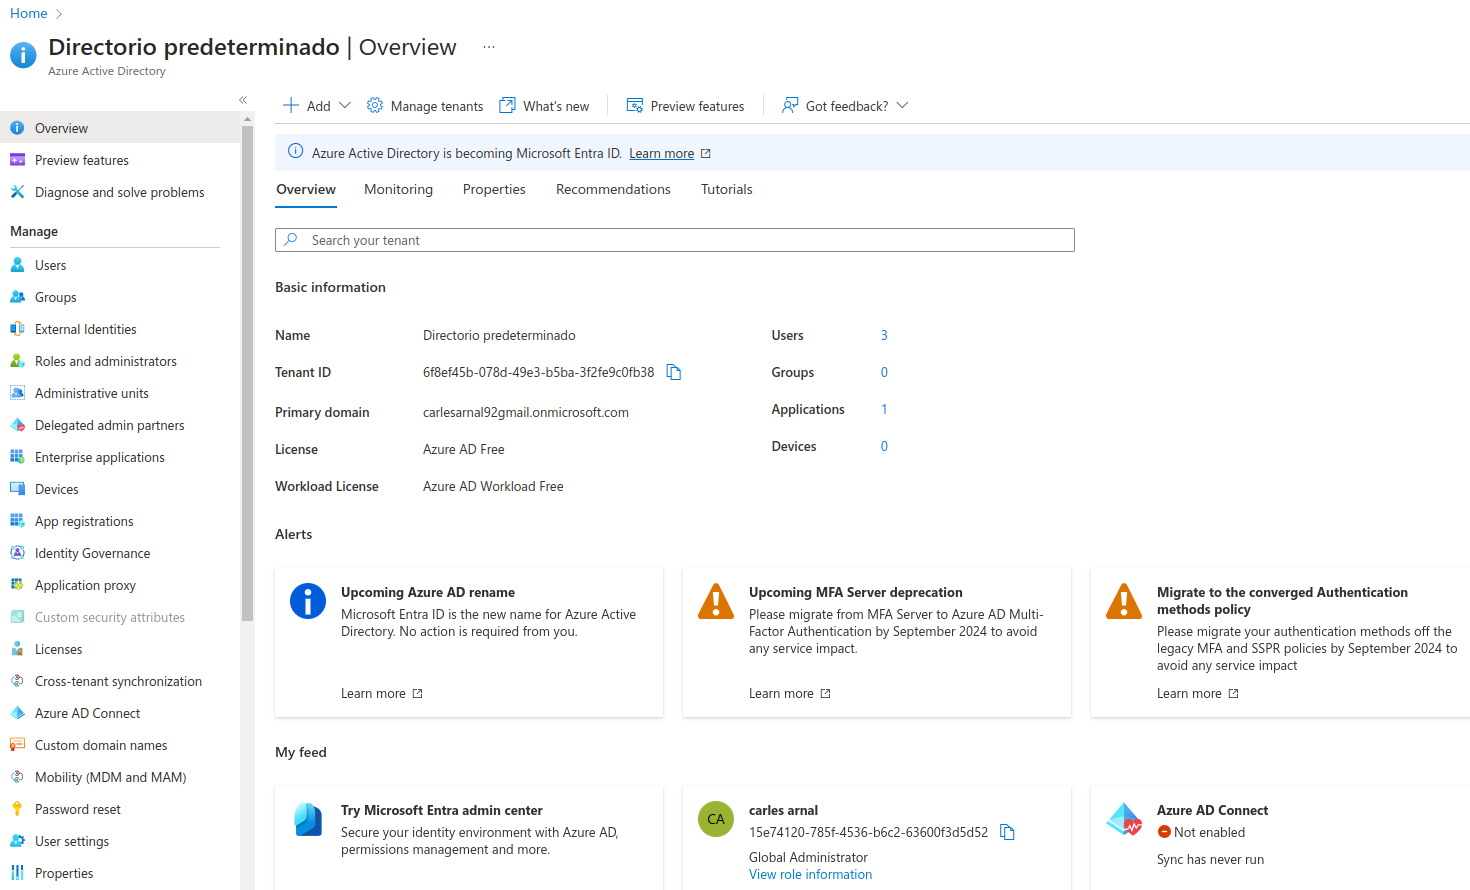 Home
Directorio predeterminado | Overview ...
Azure Active Directory
Overview
Preview features
Diagnose and solve problems
Manage
Users
Groups
External Identities
Roles and administrators
Administrative units
Delegated admin partners
Enterprise applications
Devices
App registrations
Identity Governance
Application proxy
Custom security attributes
Licenses
Cross-tenant synchronization
Azure AD Connect
Custom domain names
Mobility (MDM and MAM)
Password reset
User settings
Properties
Add Manage tenants What's new Preview features Got feedback?
Azure Active Directory is becoming Microsoft Entra ID. Learn more
Overview Monitoring Properties Recommendations Tutorials
Search your tenant
Basic information
Name Directorio predeterminado
Tenant ID 6f8ef45b-078d-49e3-b5ba-3f2fe9c0fb38
Primary domain carlesarnal92gmail.onmicrosoft.com
License Azure AD Free
Workload License Azure AD Workload Free
Users 3
Groups 0
Applications 1
Devices 0
Alerts
Upcoming Azure AD rename
Microsoft Entra ID is the new name for Azure Active
Directory. No action is required from you.
Learn more
Upcoming MFA Server deprecation
Please migrate from MFA Server to Azure AD Multi-
Factor Authentication by September 2024 to avoid
any service impact.
Learn more
Migrate to the converged Authentication
methods policy
Please migrate your authentication methods off the
legacy MFA and SSPR policies by September 2024 to
avoid any service impact
Learn more
My feed
Try Microsoft Entra admin center
Secure your identity environment with Azure AD,
permissions management and more.
CA
carles arnal
15e74120-785f-4536-b6c2-63600f3d5d52
Global Administrator
View role information
Azure AD Connect
Not enabled
Sync has never run